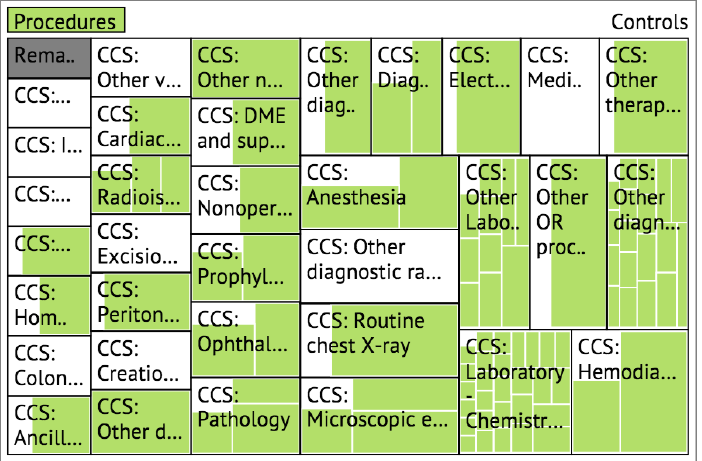 Procedures
Controls
Rema..
CCS:...
CCS: I...
CCS:...
CCS:...
CCS:
Hom..
CCS:
Colon...
CCS:
Ancill...
CCS:
Other v...
CCS:
Cardiac...
CCS:
Radiois...
CCS:
Excisio...
CCS:
Periton...
CCS:
Creatio...
CCS:
Other d...
CCS:
Other n...
CCS: DME
and sup...
CCS:
Nonoper...
CCS:
Prophyl...
CCS:
Ophthal...
CCS:
Pathology
CCS:
Other
diag..
CCS:
Diag..
CCS:
Elect...
CCS:
Medi..
CCS:
Other
therap...
CCS:
Anesthesia
CCS: Other
diagnostic ra...
CCS: Routine
chest X-ray
CCS:
Microscopic e...
CCS:
Other
Labo..
CCS:
Other
OR
proc..
CCS:
Other
diagn...
CCS:
Laboratory
-
Chemistr...
CCS:
Hemodia...